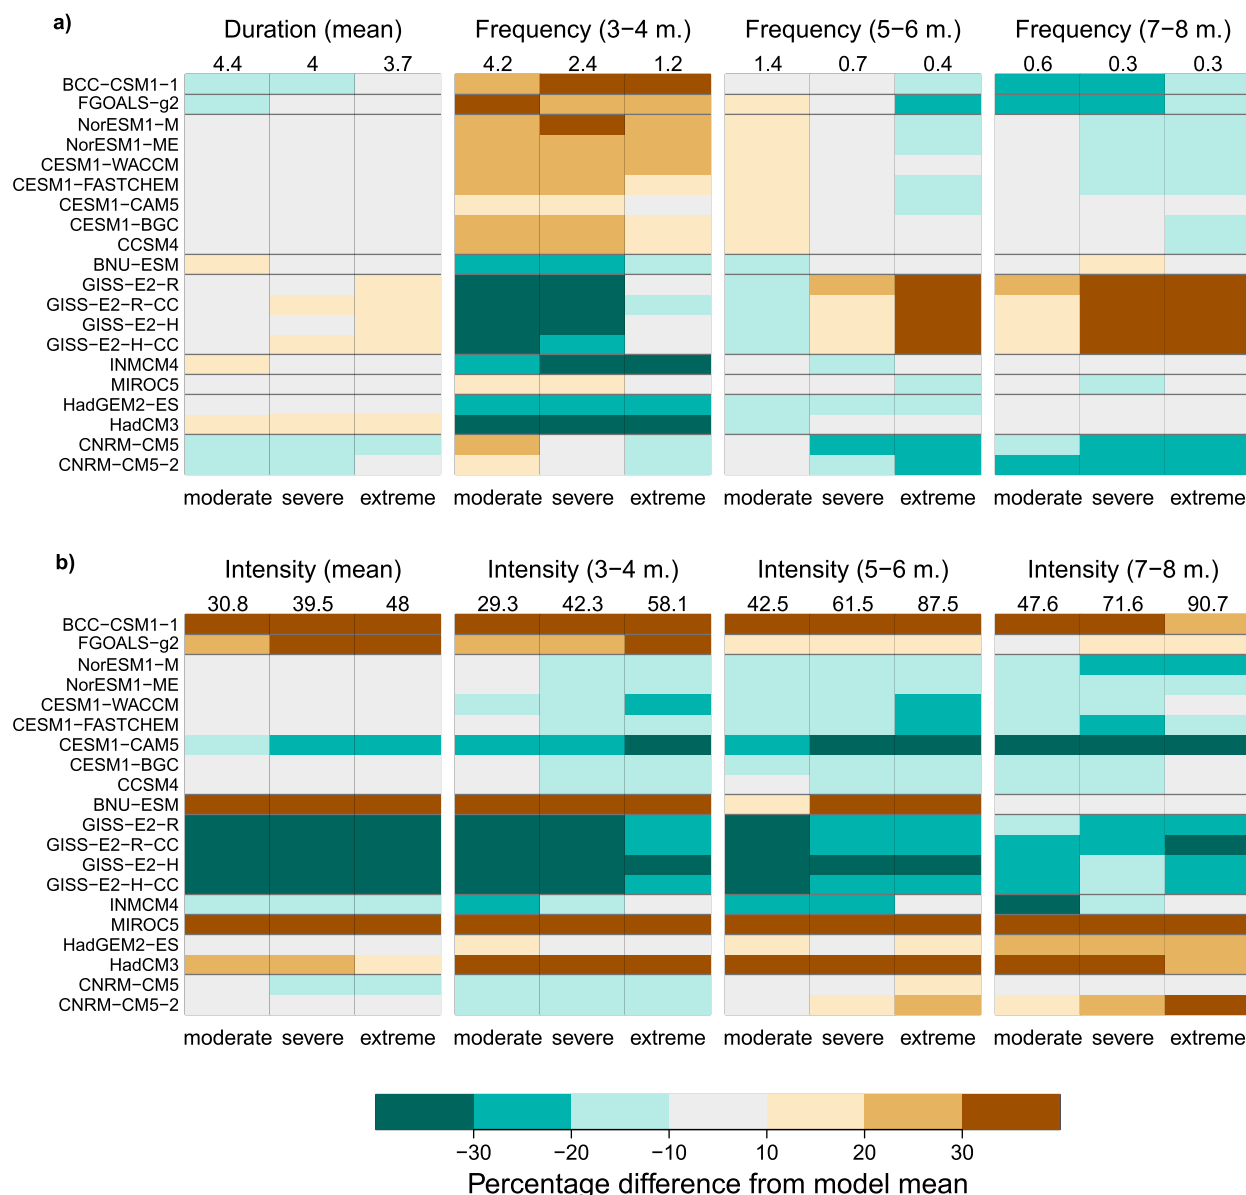 a)
Duration (mean) Frequency (3−4 m.) Frequency (5−6 m.) Frequency (7−8 m.)
4.4 4 3.7 4.2 2.4 1.2 1.4 0.7 0.4 0.6 0.3 0.3
BCC−CSM1−1
FGOALS−g2
NorESM1−M
NorESM1−ME
CESM1−WACCM
CESM1−FASTCHEM
CESM1−CAM5
CESM1−BGC
CCSM4
BNU−ESM
GISS−E2−R
GISS−E2−R−CC
GISS−E2−H
GISS−E2−H−CC
INMCM4
MIROC5
HadGEM2−ES
HadCM3
CNRM−CM5
CNRM−CM5−2
moderate severe extreme moderate severe extreme moderate severe extreme moderate severe extreme
b)
Intensity (mean) Intensity (3−4 m.) Intensity (5−6 m.) Intensity (7−8 m.)
30.8 39.5 48 29.3 42.3 58.1 42.5 61.5 87.5 47.6 71.6 90.7
BCC−CSM1−1
FGOALS−g2
NorESM1−M
NorESM1−ME
CESM1−WACCM
CESM1−FASTCHEM
CESM1−CAM5
CESM1−BGC
CCSM4
BNU−ESM
GISS−E2−R
GISS−E2−R−CC
GISS−E2−H
GISS−E2−H−CC
INMCM4
MIROC5
HadGEM2−ES
HadCM3
CNRM−CM5
CNRM−CM5−2
moderate severe extreme moderate severe extreme moderate severe extreme moderate severe extreme
−30 −20 −10 10 20 30
Percentage difference from model mean